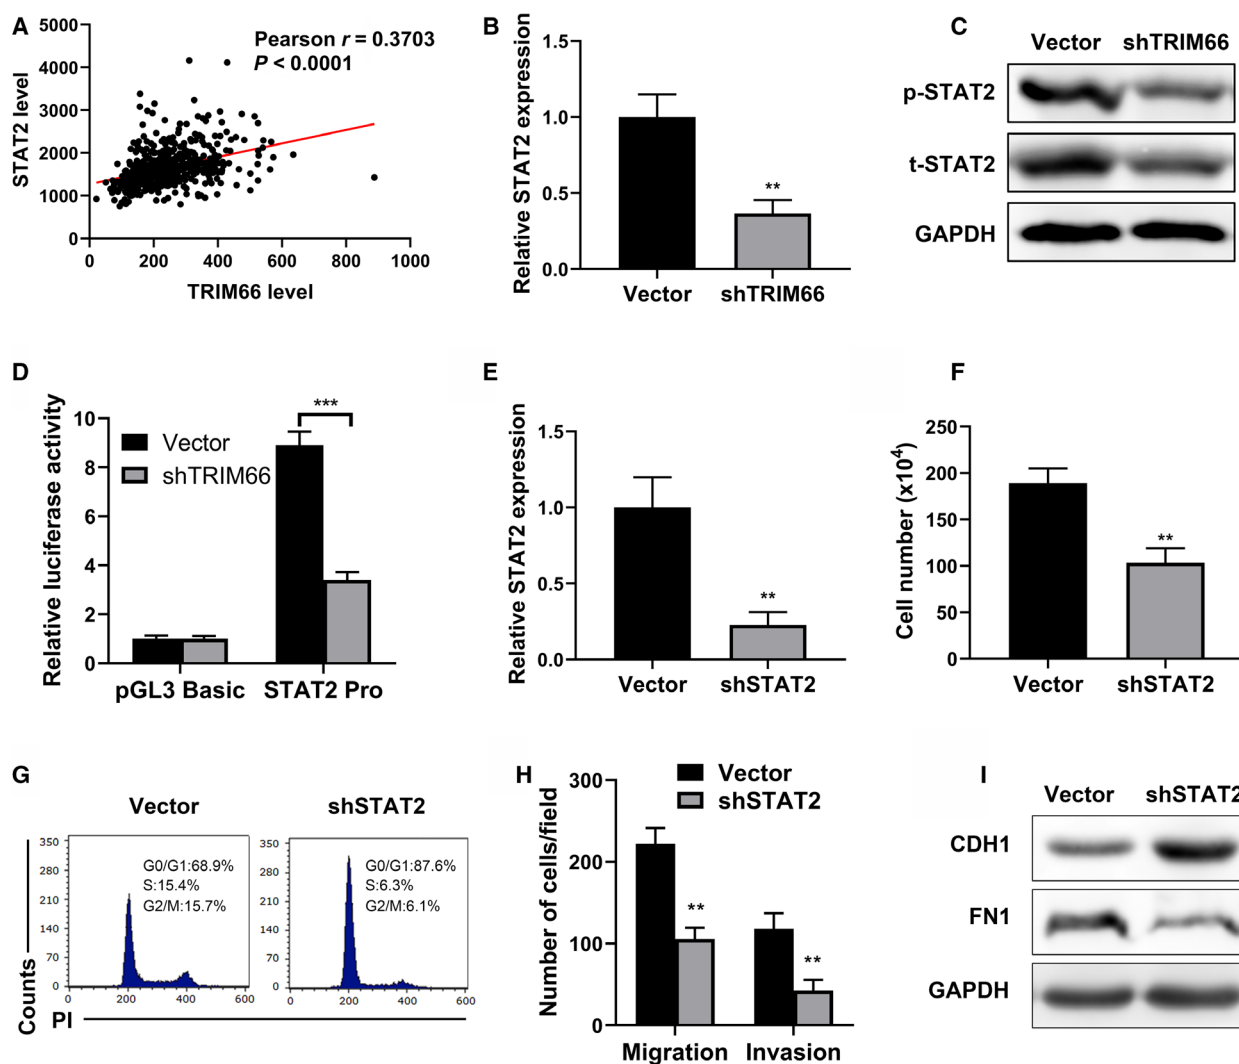 A
Pearson r = 0.3703
P < 0.0001
STAT2 level
5000
4000
3000
2000
1000
0
0 200 400 600 800 1000
TRIM66 level
B
Relative STAT2 expression
1.5
1.0
0.5
0.0
**
Vector shTRIM66
C
Vector shTRIM66
p-STAT2
t-STAT2
GAPDH
D
Relative luciferase activity
10
8
6
4
2
0
Vector
shTRIM66
***
pGL3 Basic STAT2 Pro
E
Relative STAT2 expression
1.5
1.0
0.5
0.0
**
Vector shSTAT2
F
Cell number (x10⁴)
250
200
150
100
50
0
**
Vector shSTAT2
G
Vector
350
280
210
140
70
0
G0/G1:68.9%
S:15.4%
G2/M:15.7%
0 200 400 600
shSTAT2
350
280
210
140
70
0
G0/G1:87.6%
S:6.3%
G2/M:6.1%
0 200 400 600
Counts
PI
H
Number of cells/field
300
200
100
0
Vector
shSTAT2
**
**
Migration Invasion
I
Vector shSTAT2
CDH1
FN1
GAPDH